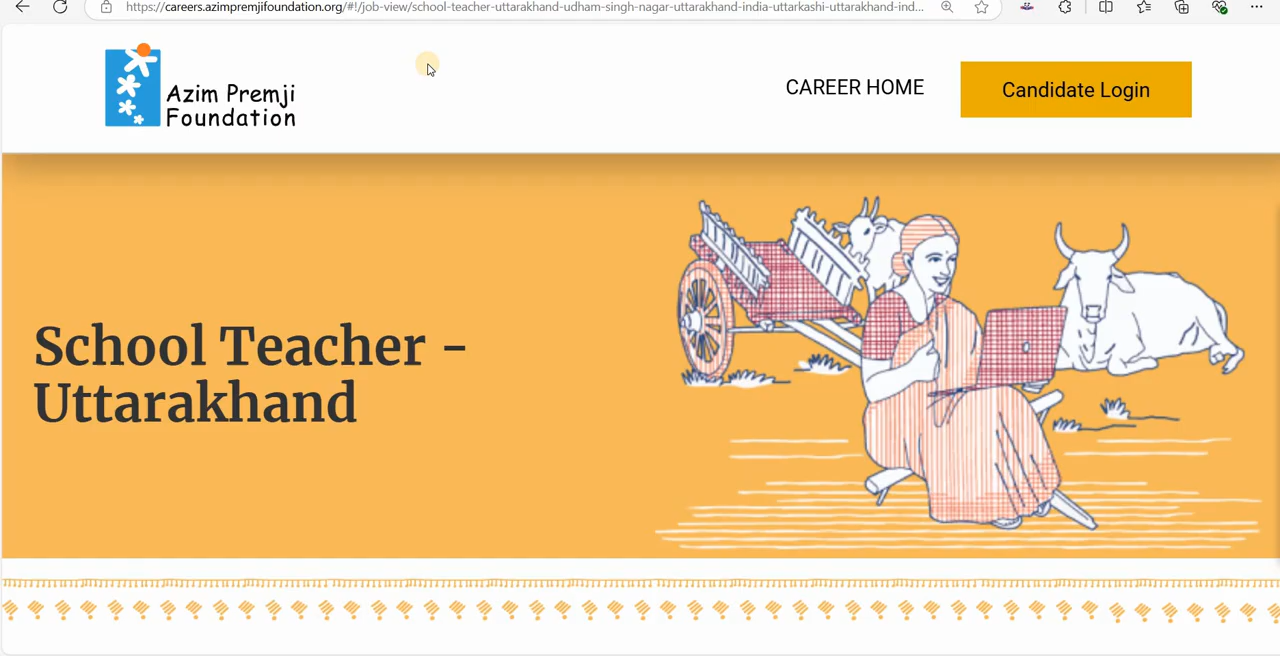 https://careers.azimpremjifoundation.org/#!/job-view/school-teacher-uttarakhand-udham-singh-nagar-uttarakhand-india-uttarkashi-uttarakhand-ind...
Azim Premji
Foundation
CAREER HOME
Candidate Login
School Teacher -
Uttarakhand